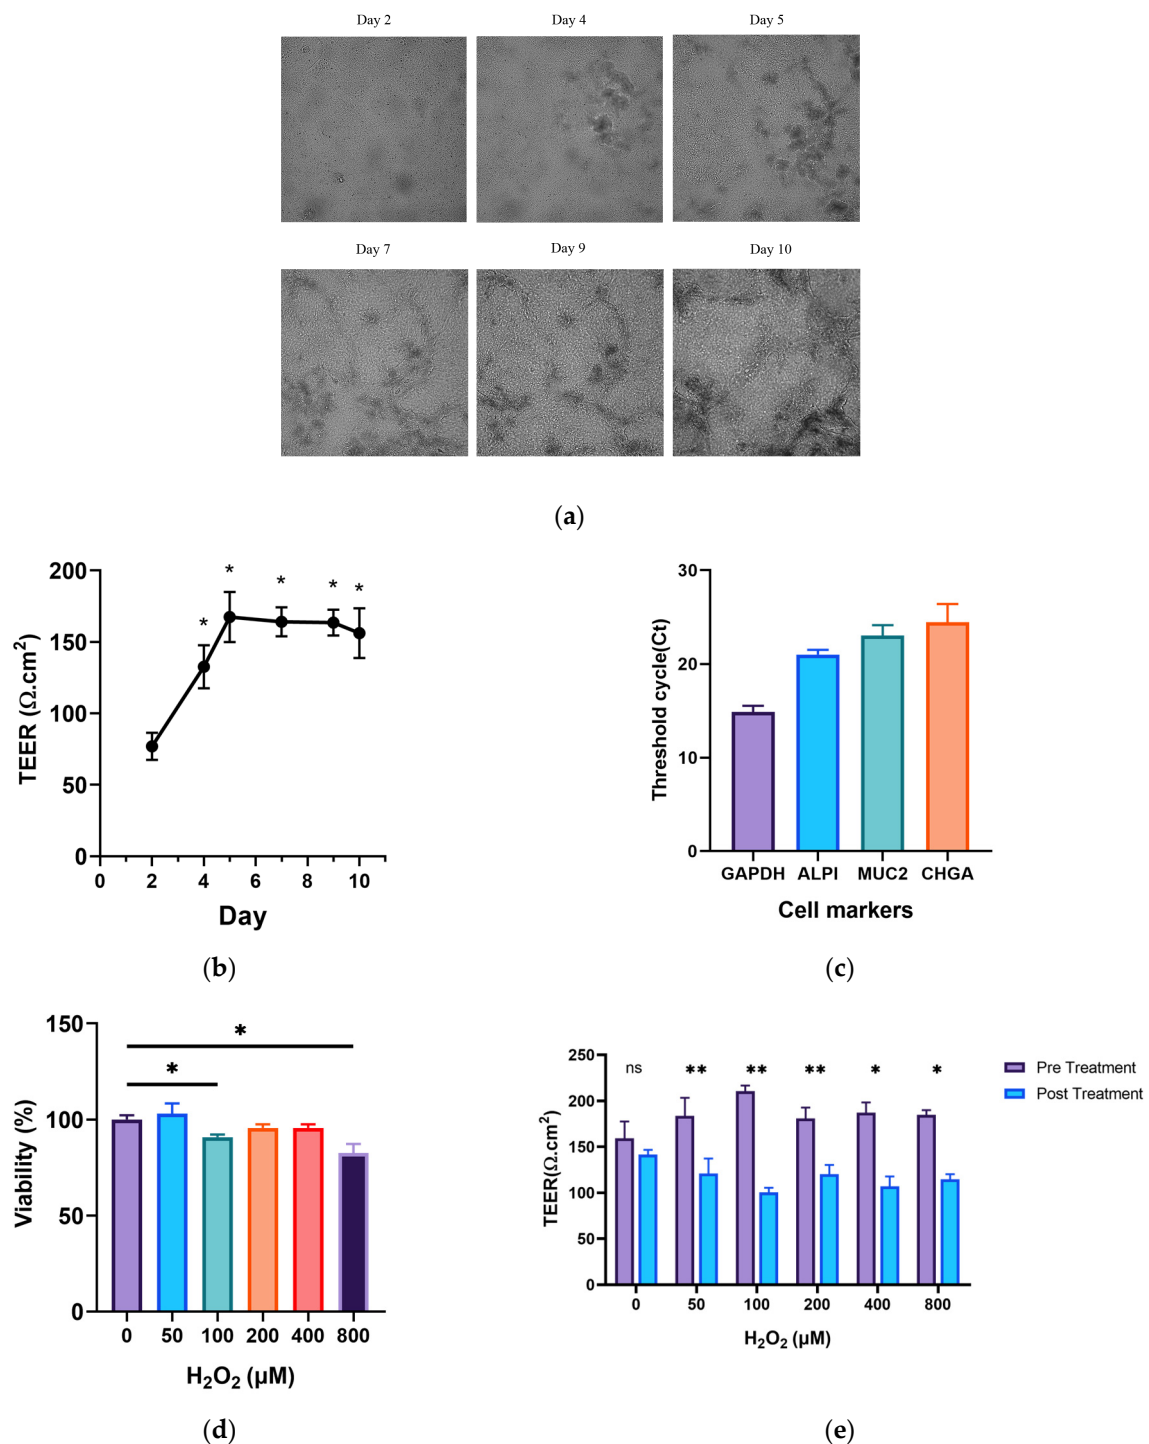 Day 2 Day 4 Day 5
Day 7 Day 9 Day 10
(a)
TEER (Ω.cm²)
200
150
100
50
0
* * * * *
0 2 4 6 8 10
Day
(b)
Threshold cycle(Ct)
30
20
10
0
GAPDH ALPI MUC2 CHGA
Cell markers
(c)
Viability (%)
150
100
50
0
*
*
0 50 100 200 400 800
H₂O₂ (µM)
(d)
TEER(Ω.cm²)
250
200
150
100
50
0
ns ** ** ** * *
0 50 100 200 400 800
H₂O₂ (µM)
Pre Treatment
Post Treatment
(e)